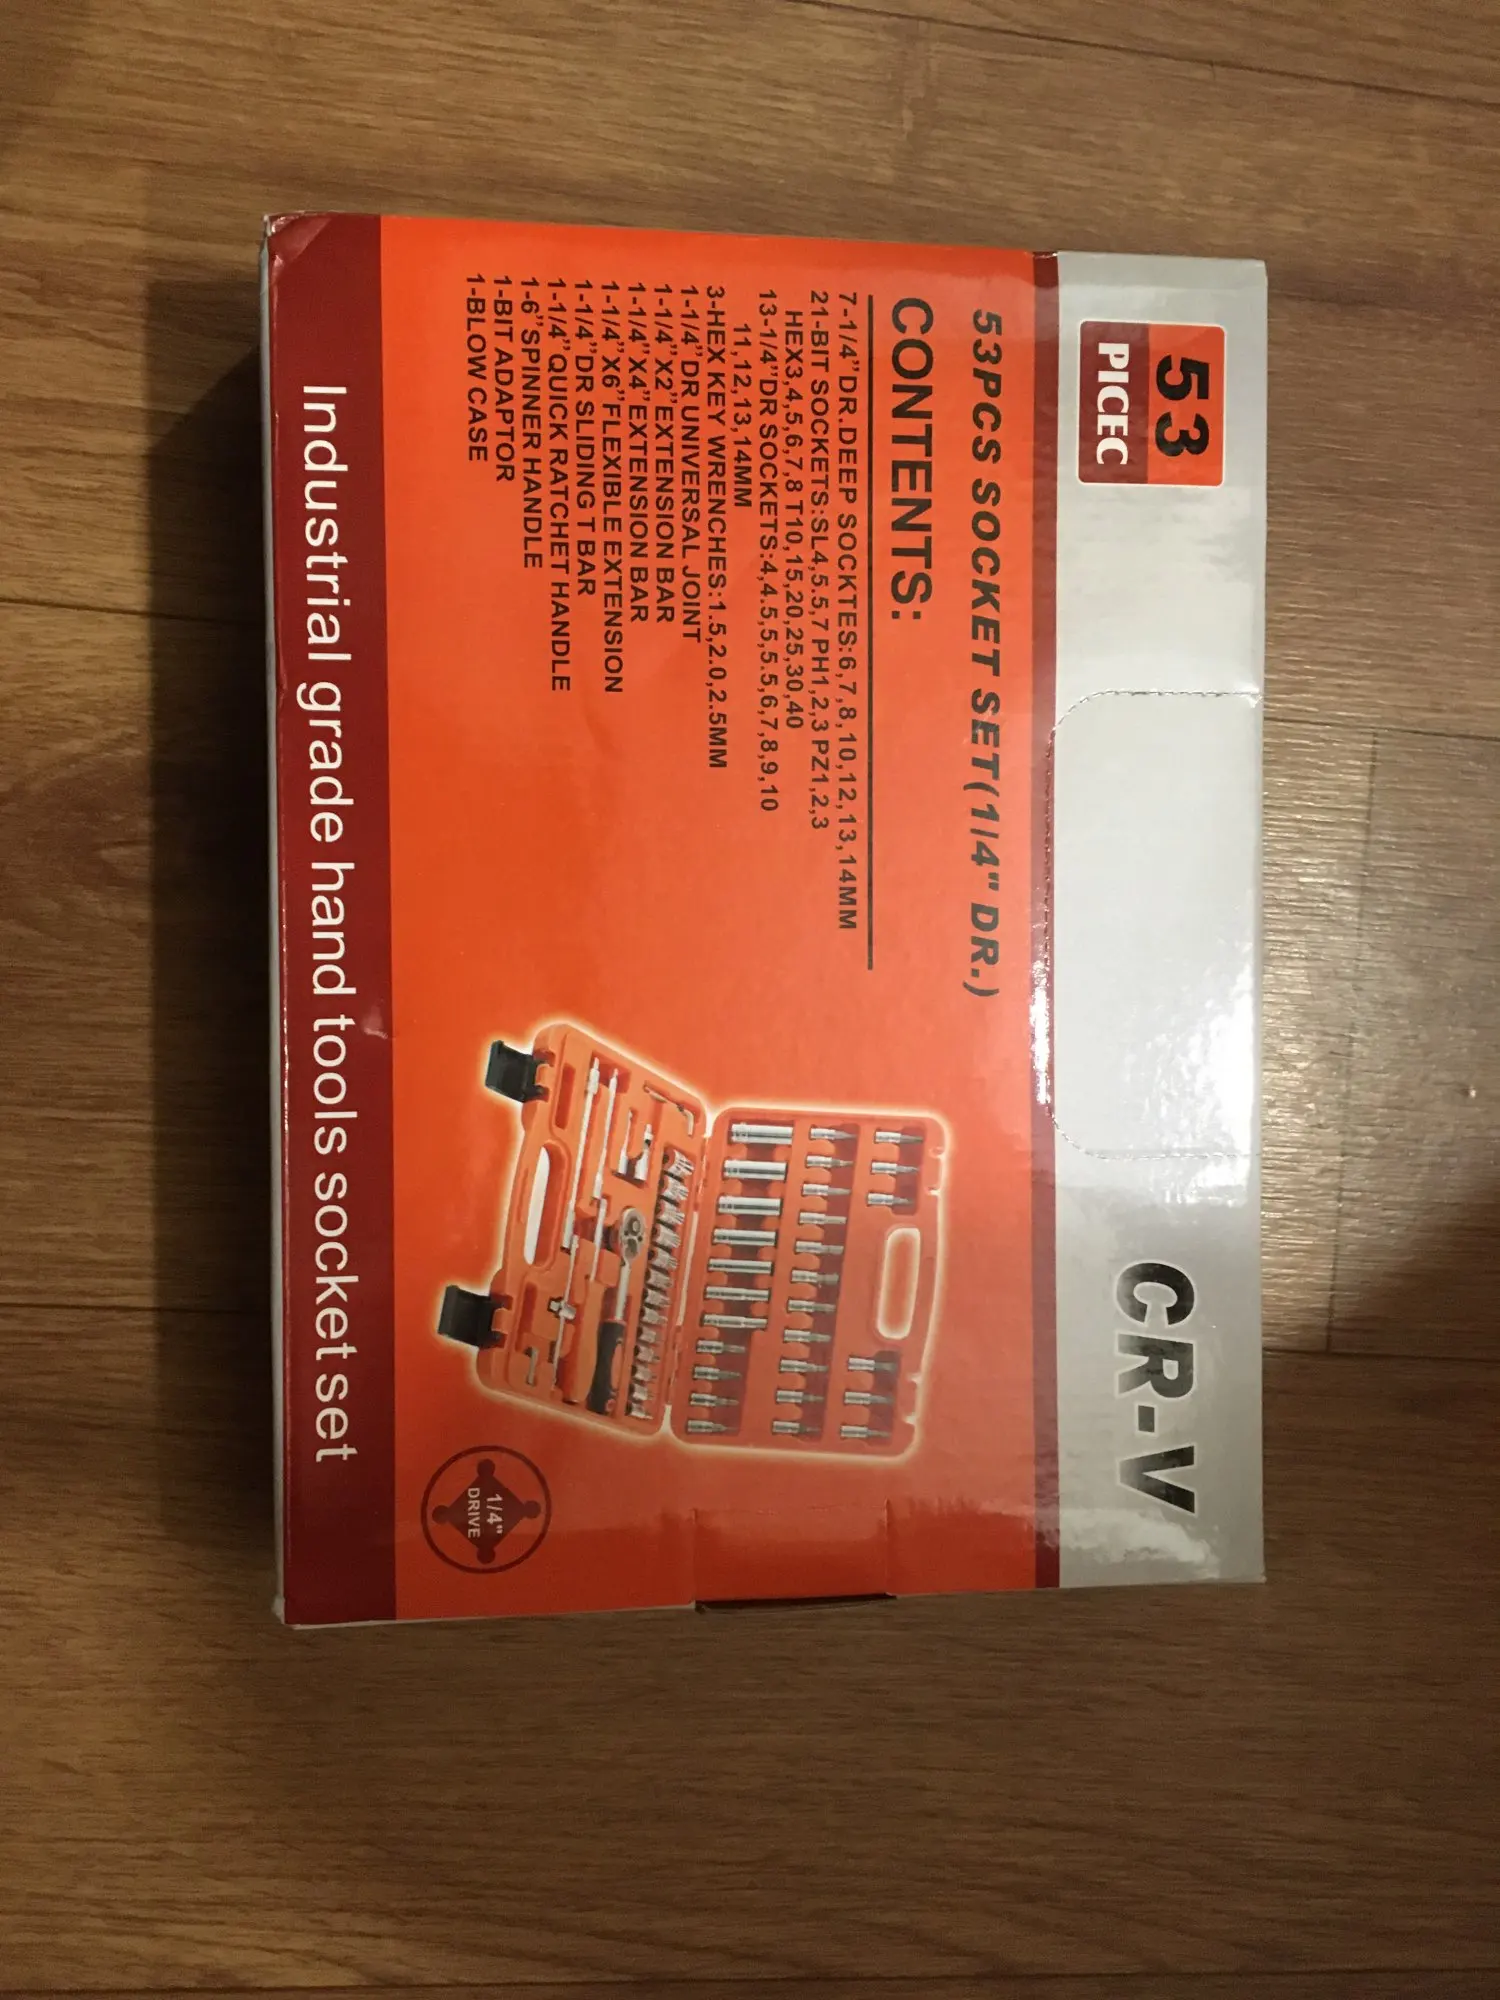 53
PICEC
CR-V
53PCS SOCKET SET(1/4" DR.)
CONTENTS:
7-1/4"DR.DEEP SOCKTES:6,7,8,10,12,13,14MM
21-BIT SOCKETS:SL4,5.5,7 PH1,2,3 PZ1,2,3
HEX3,4,5,6,7,8 T10,15,20,25,30,40
13-1/4"DR SOCKETS:4,4.5,5,5.5,6,7,8,9,10
11,12,13,14MM
3-HEX KEY WRENCHES:1.5,2.0,2.5MM
1-1/4"DR UNIVERSAL JOINT
1-1/4"X2"EXTENSION BAR
1-1/4"X4"EXTENSION BAR
1-1/4"X6"FLEXIBLE EXTENSION
1-1/4"DR SLIDING T BAR
1-1/4"QUICK RATCHET HANDLE
1-6"SPINNER HANDLE
1-BIT ADAPTOR
1-BLOW CASE
1/4"
DRIVE
Industrial grade hand tools socket set